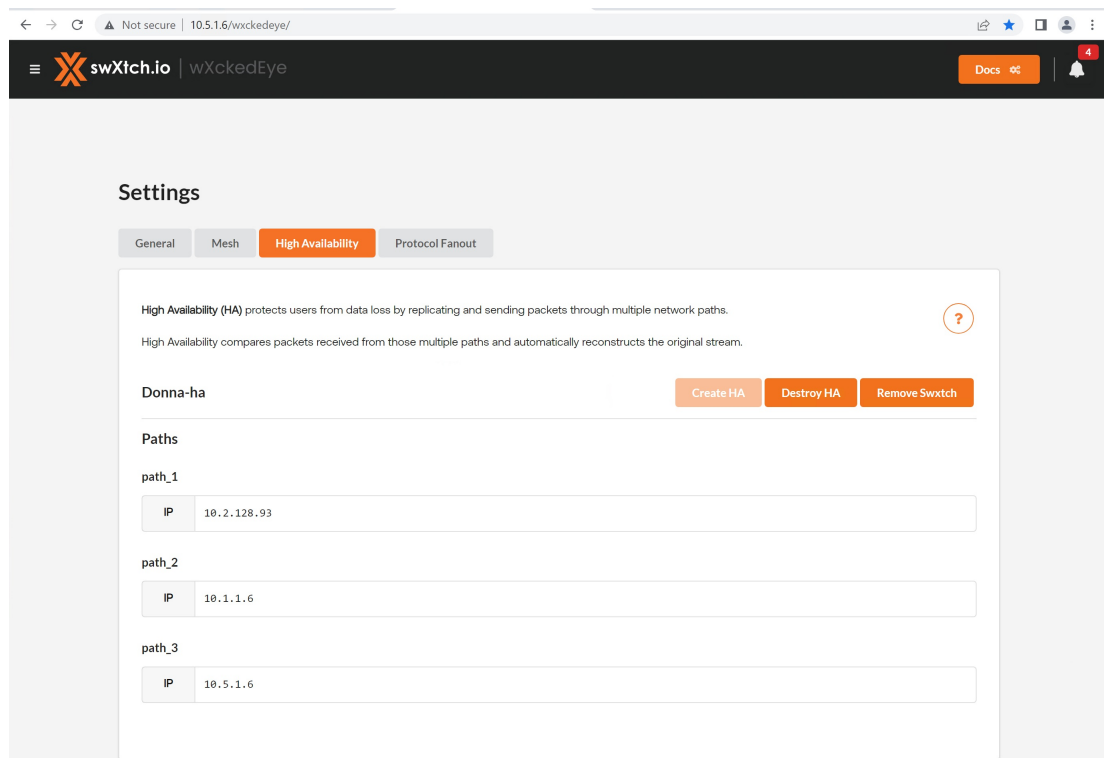 Not secure | 10.5.1.6/wxckedeye/
swXtch.io | wXckedEye
Docs
4
Settings
General Mesh High Availability Protocol Fanout
High Availability (HA) protects users from data loss by replicating and sending packets through multiple network paths.
?
High Availability compares packets received from those multiple paths and automatically reconstructs the original stream.
Donna-ha Create HA Destroy HA Remove Swxtch
Paths
path_1
IP 10.2.128.93
path_2
IP 10.1.1.6
path_3
IP 10.5.1.6